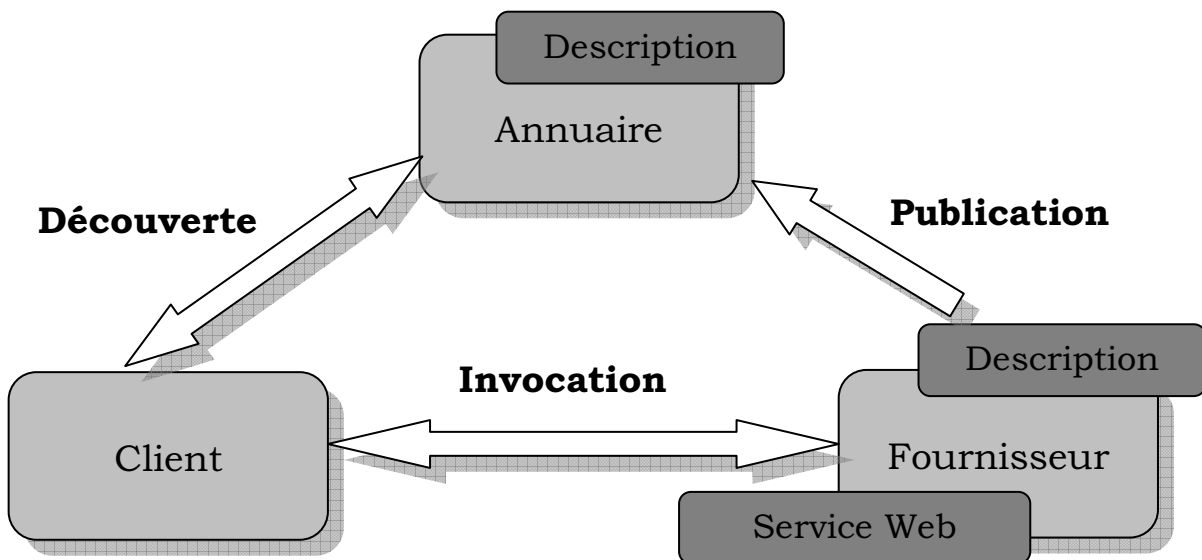 Description
Annuaire
Découverte
Publication
Description
Invocation
Client
Fournisseur
Service Web